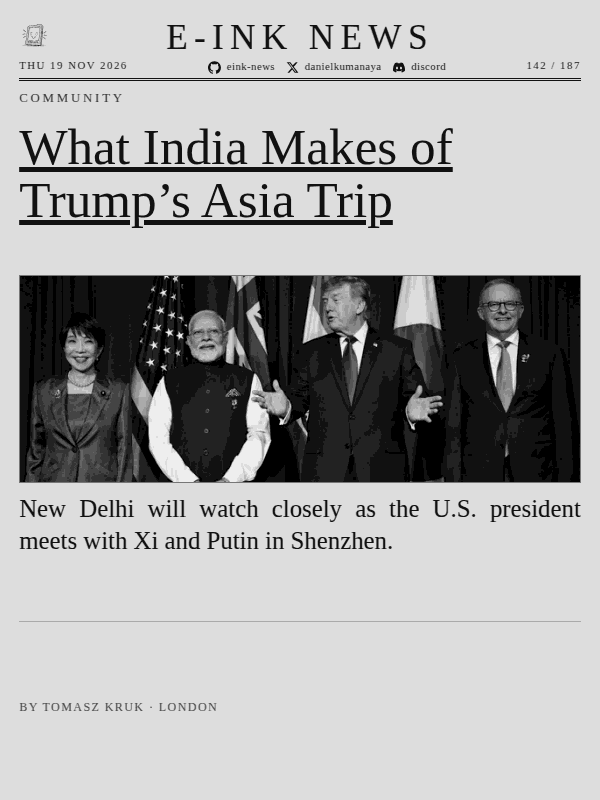 E-INK NEWS
THU 19 NOV 2026
eink-news danielkumanaya discord
142 / 187
COMMUNITY
What India Makes of
Trump’s Asia Trip
New Delhi will watch closely as the U.S. president
meets with Xi and Putin in Shenzhen.
BY TOMASZ KRUK · LONDON